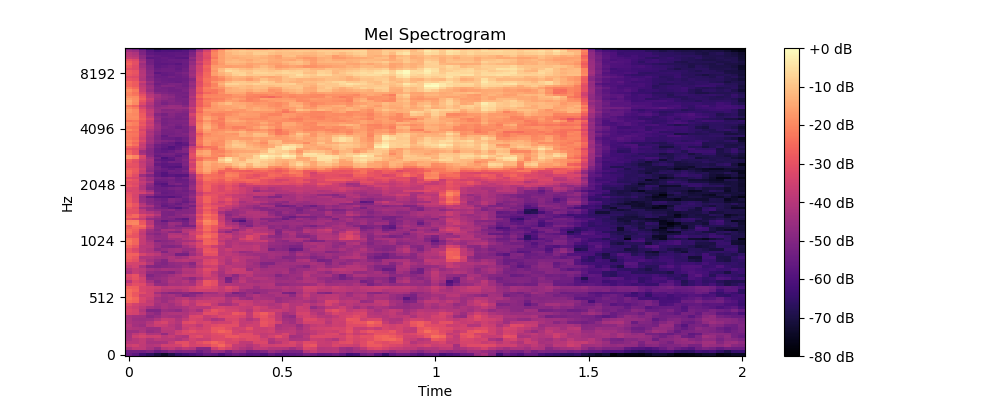 Mel Spectrogram
Hz
8192
4096
2048
1024
512
0
0 0.5 1 1.5 2
Time
+0 dB
-10 dB
-20 dB
-30 dB
-40 dB
-50 dB
-60 dB
-70 dB
-80 dB